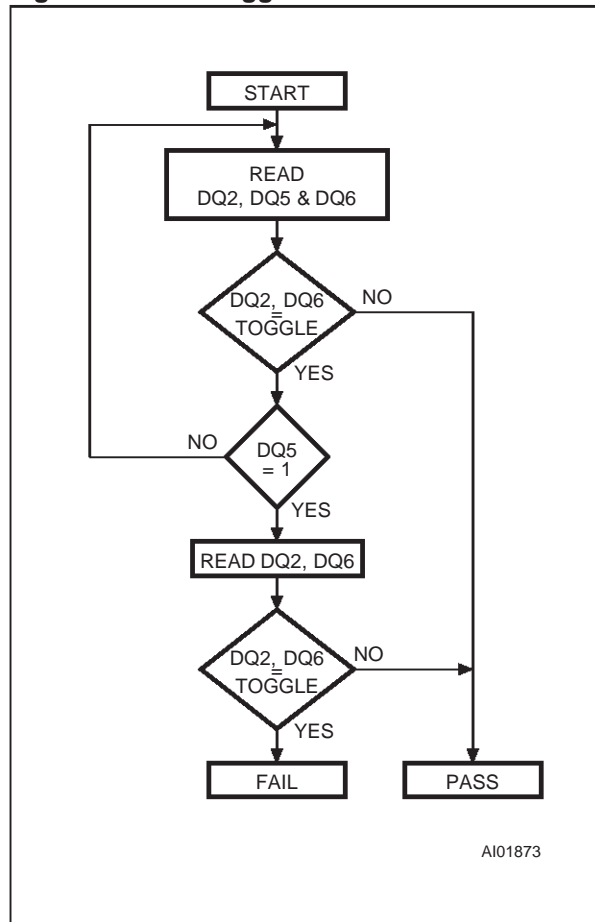 START
READ
DQ2, DQ5 & DQ6
DQ2, DQ6
=
TOGGLE
NO
YES
NO
DQ5
= 1
YES
READ DQ2, DQ6
DQ2, DQ6
=
TOGGLE
NO
YES
FAIL
PASS
AI01873